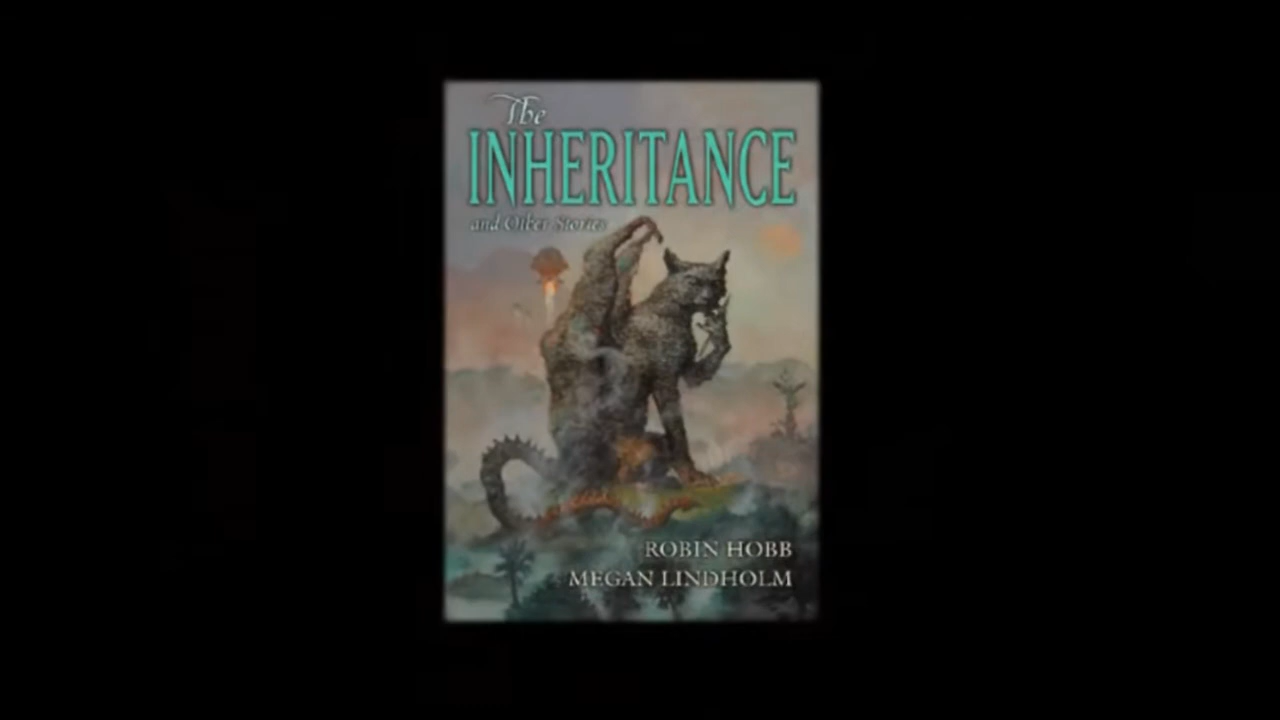 The
INHERITANCE
and Other Stories
ROBIN HOBB
MEGAN LINDHOLM